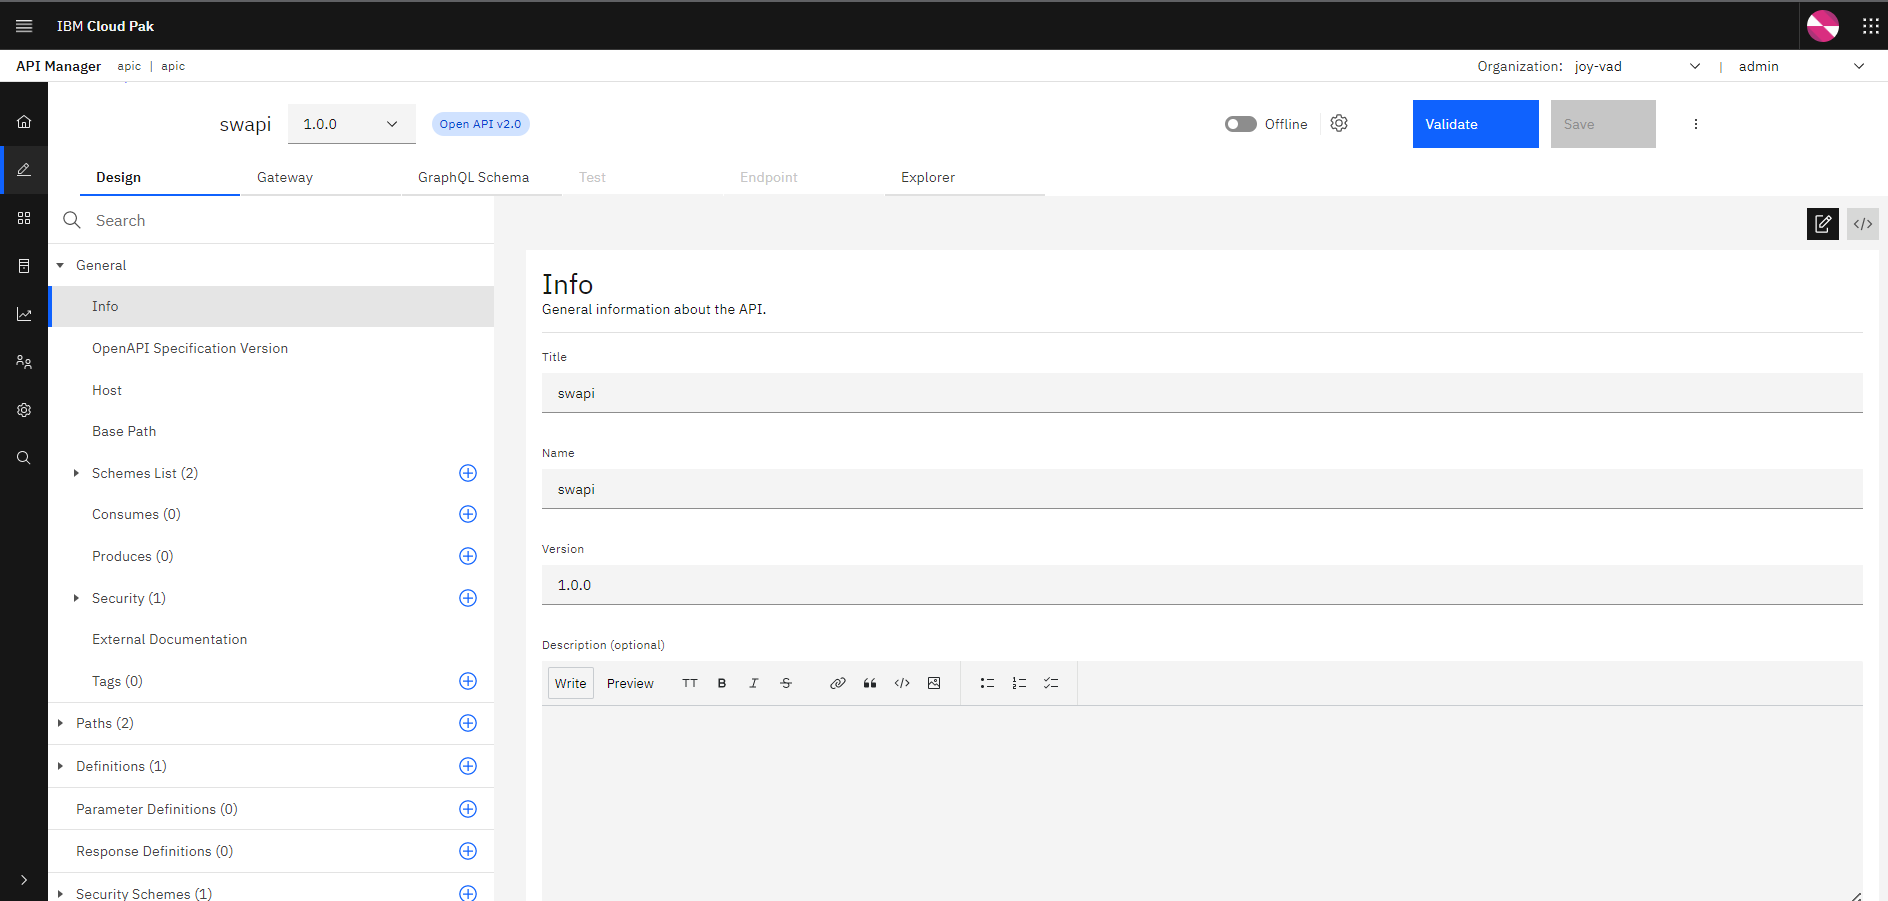 IBM Cloud Pak
API Manager apic | apic
Organization: joy-vad | admin
swapi 1.0.0 Open API v2.0
Offline
Validate Save
Design Gateway GraphQL Schema Test Endpoint Explorer
Search
General
Info
OpenAPI Specification Version
Host
Base Path
Schemes List (2)
Consumes (0)
Produces (0)
Security (1)
External Documentation
Tags (0)
Paths (2)
Definitions (1)
Parameter Definitions (0)
Response Definitions (0)
Security Schemes (1)
Info
General information about the API.
Title
swapi
Name
swapi
Version
1.0.0
Description (optional)
Write Preview TT B I S